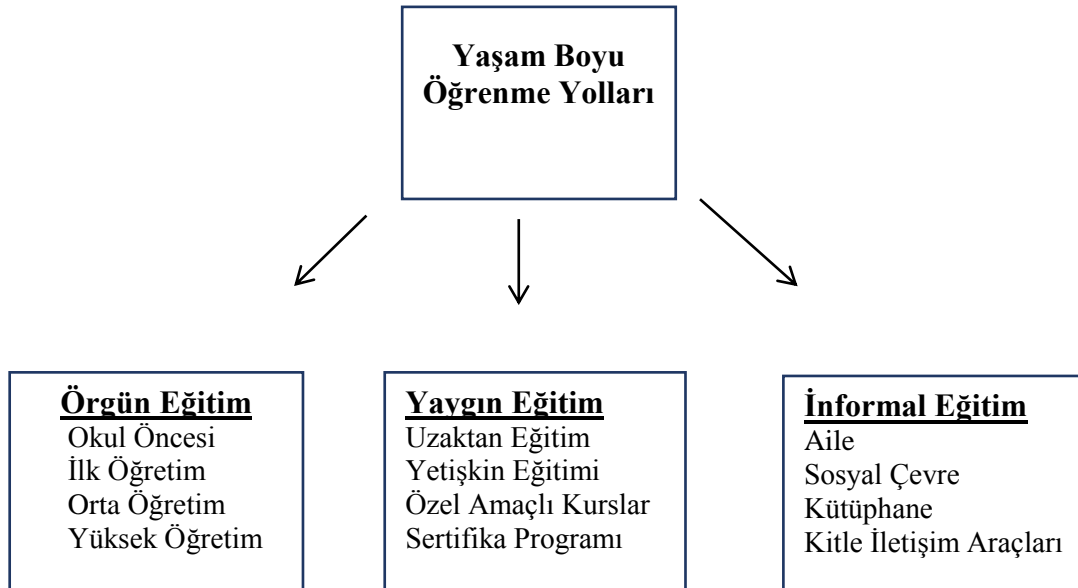 Yaşam Boyu
Öğrenme Yolları
Örgün Eğitim
Okul Öncesi
İlk Öğretim
Orta Öğretim
Yüksek Öğretim
Yaygın Eğitim
Uzaktan Eğitim
Yetişkin Eğitimi
Özel Amaçlı Kurslar
Sertifika Programı
İnformal Eğitim
Aile
Sosyal Çevre
Kütüphane
Kitle İletişim Araçları